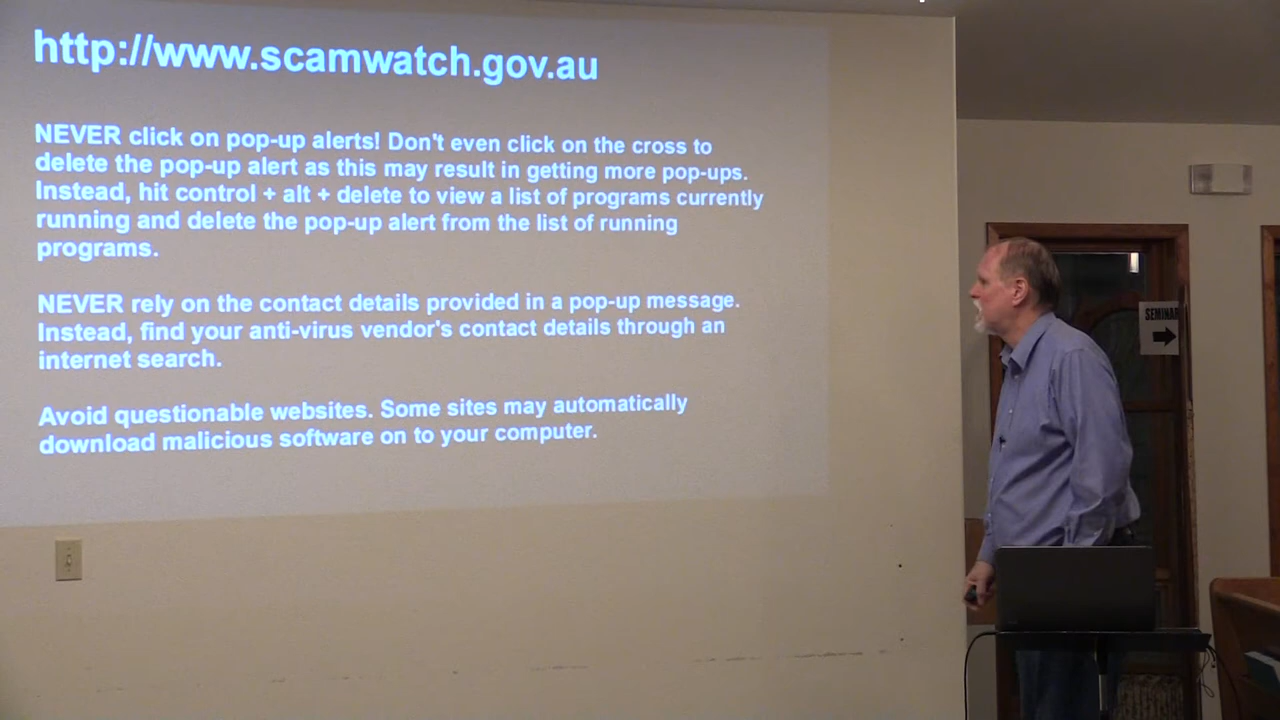 http://www.scamwatch.gov.au
NEVER click on pop-up alerts! Don't even click on the cross to
delete the pop-up alert as this may result in getting more pop-ups.
Instead, hit control + alt + delete to view a list of programs currently
running and delete the pop-up alert from the list of running
programs.
NEVER rely on the contact details provided in a pop-up message.
Instead, find your anti-virus vendor's contact details through an
internet search.
Avoid questionable websites. Some sites may automatically
download malicious software on to your computer.
SEMINAR